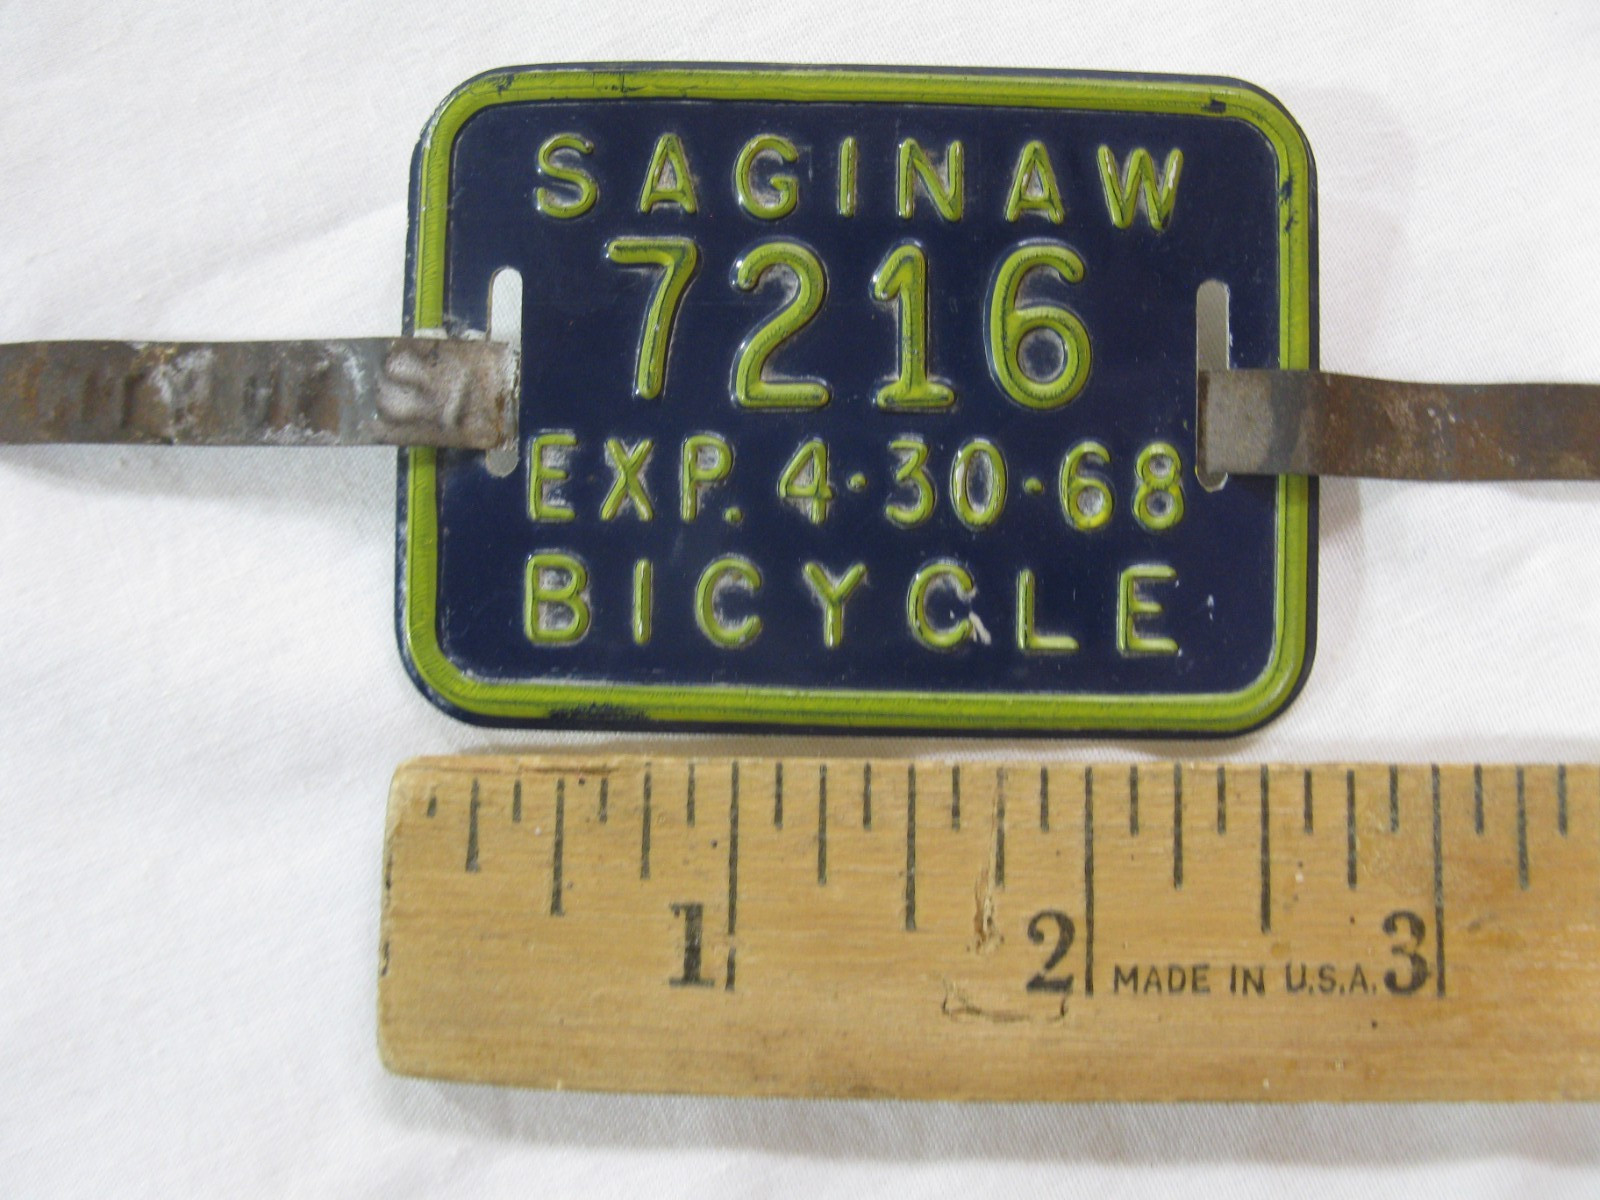 SAGINAW
7216
EXP. 4·30·68
BICYCLE
1 2 3
MADE IN U.S.A.